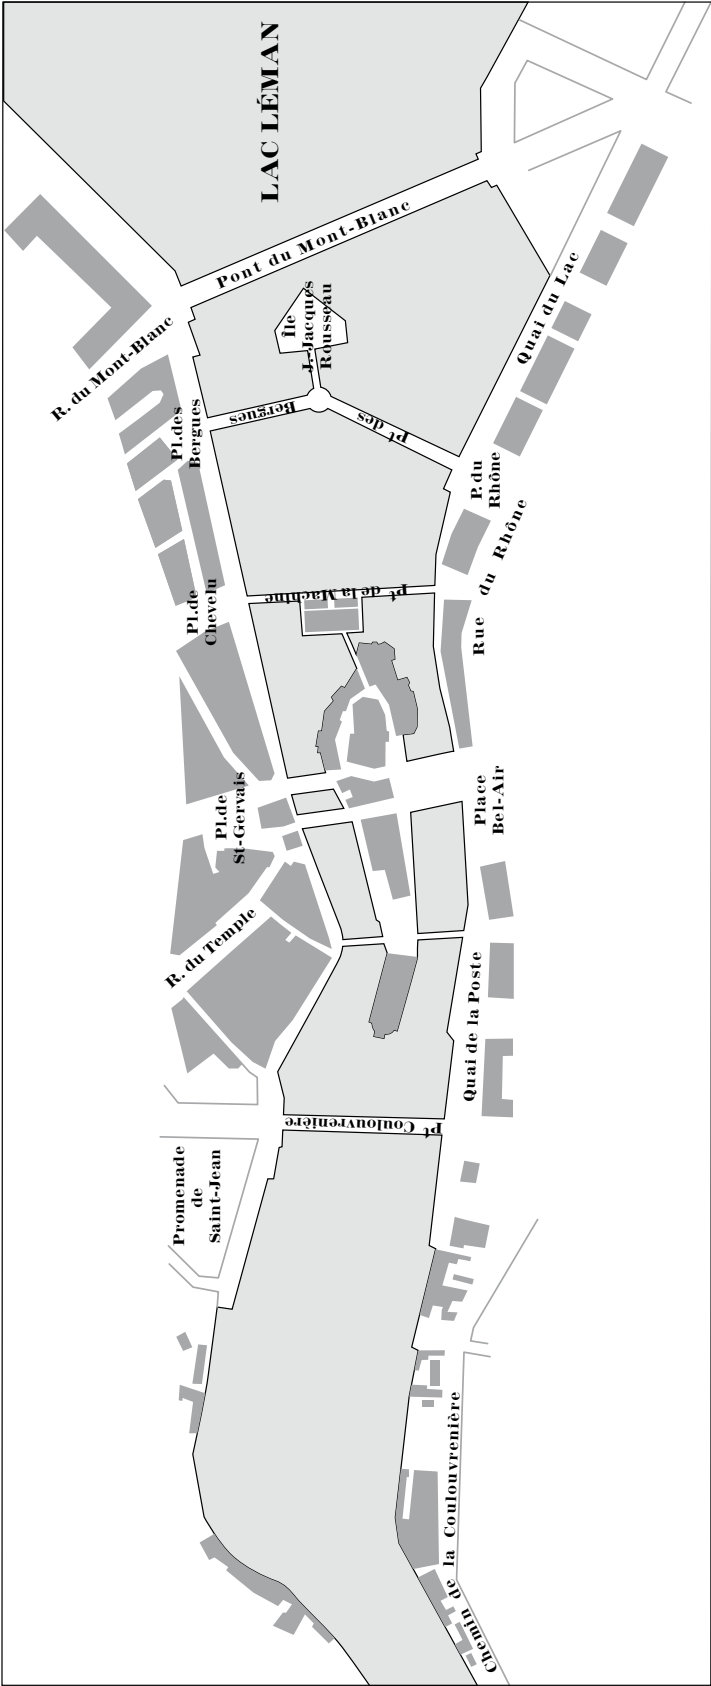 LAC LÉMAN
Pont du Mont-Blanc
Île
J.-Jacques
Rousseau
Quai du Lac
R. du Mont-Blanc
Pl.des
Bergues
pt des Bergues
P.du
Rhône
Rue du Rhône
pt de la Machine
Pl.de
Chevelu
Pl.de
St-Gervais
Place
Bel-Air
R. du Temple
Quai de la Poste
pt Coulouvrenière
Promenade
de
Saint-Jean
Chemin de la Coulouvrenière